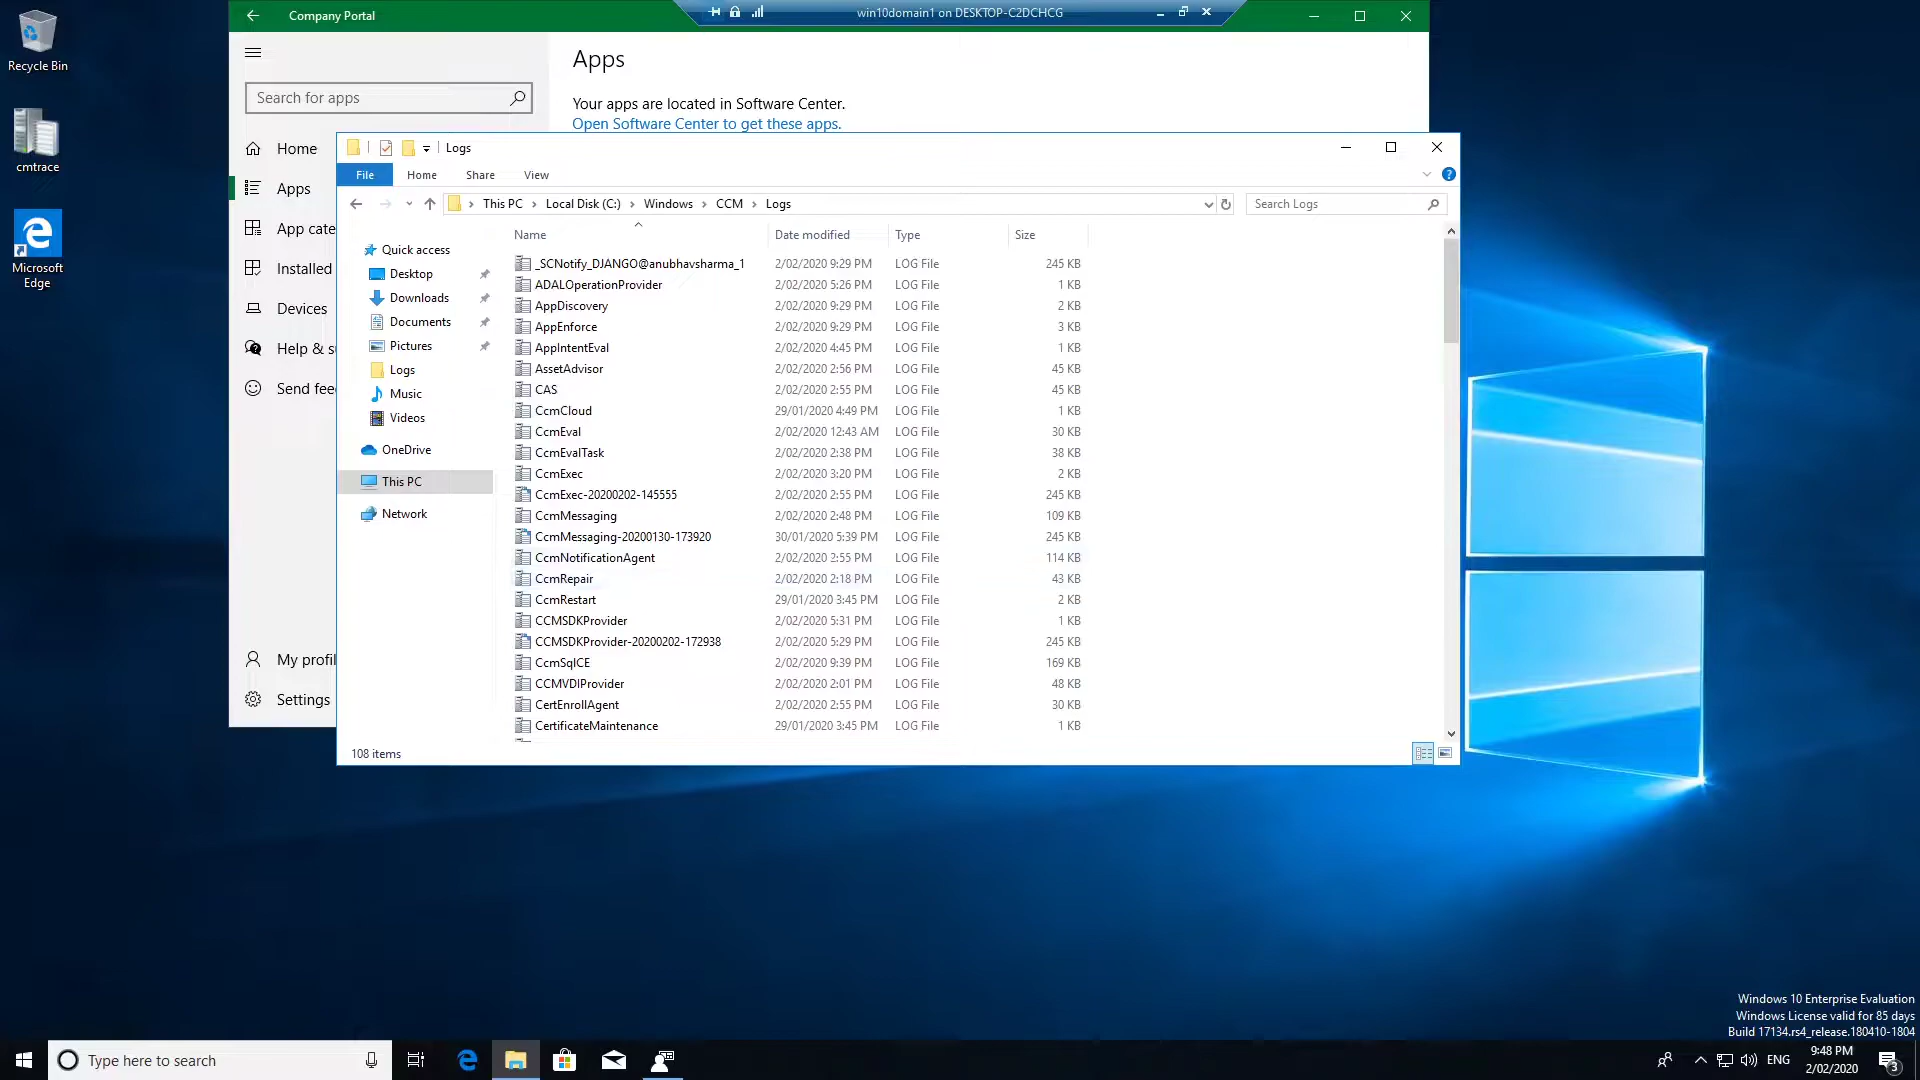 Recycle Bin
cmtrace
Microsoft
Edge
Company Portal
win10domain1 on DESKTOP-C2DCHCG
Search for apps
Home
Apps
App cate
Installed
Devices
Help & s
Send fee
My profil
Settings
Apps
Your apps are located in Software Center.
Open Software Center to get these apps.
Logs
File Home Share View
This PC Local Disk (C:) Windows CCM Logs
Search Logs
Quick access
Desktop
Downloads
Documents
Pictures
Logs
Music
Videos
OneDrive
This PC
Network
Name Date modified Type Size
_SCNotify_DJANGO@anubhavsharma_1 2/02/2020 9:29 PM LOG File 245 KB
ADALOperationProvider 2/02/2020 5:26 PM LOG File 1 KB
AppDiscovery 2/02/2020 9:29 PM LOG File 2 KB
AppEnforce 2/02/2020 9:29 PM LOG File 3 KB
AppIntentEval 2/02/2020 4:45 PM LOG File 1 KB
AssetAdvisor 2/02/2020 2:56 PM LOG File 45 KB
CAS 2/02/2020 2:55 PM LOG File 45 KB
CcmCloud 29/01/2020 4:49 PM LOG File 1 KB
CcmEval 2/02/2020 12:43 AM LOG File 30 KB
CcmEvalTask 2/02/2020 2:38 PM LOG File 38 KB
CcmExec 2/02/2020 3:20 PM LOG File 2 KB
CcmExec-20200202-145555 2/02/2020 2:55 PM LOG File 245 KB
CcmMessaging 2/02/2020 2:48 PM LOG File 109 KB
CcmMessaging-20200130-173920 30/01/2020 5:39 PM LOG File 245 KB
CcmNotificationAgent 2/02/2020 2:55 PM LOG File 114 KB
CcmRepair 2/02/2020 2:18 PM LOG File 43 KB
CcmRestart 29/01/2020 3:45 PM LOG File 2 KB
CCMSDKProvider 2/02/2020 5:31 PM LOG File 1 KB
CCMSDKProvider-20200202-172938 2/02/2020 5:29 PM LOG File 245 KB
CcmSqlCE 2/02/2020 9:39 PM LOG File 169 KB
CCMVDIProvider 2/02/2020 2:01 PM LOG File 48 KB
CertEnrollAgent 2/02/2020 2:55 PM LOG File 30 KB
CertificateMaintenance 29/01/2020 3:45 PM LOG File 1 KB
108 items
Windows 10 Enterprise Evaluation
Windows License valid for 85 days
Build 17134.rs4_release.180410-1804
Type here to search
ENG
9:48 PM
2/02/2020
3